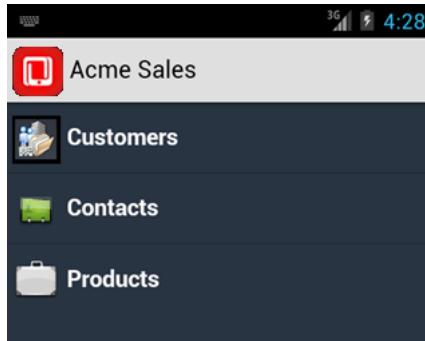 3G 4:28
Acme Sales
Customers
Contacts
Products